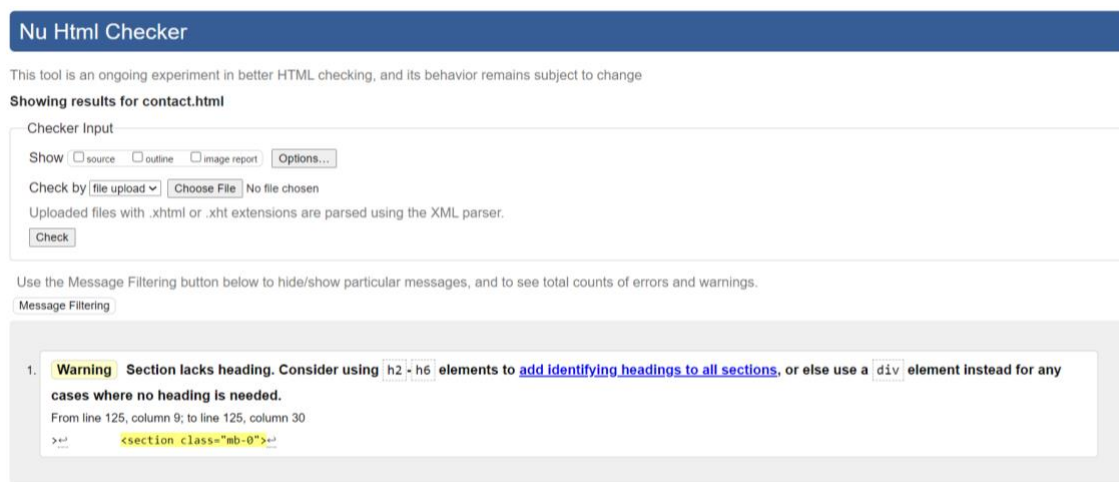 Nu Html Checker
This tool is an ongoing experiment in better HTML checking, and its behavior remains subject to change
Showing results for contact.html
Checker Input
Show source outline image report Options...
Check by file upload Choose File No file chosen
Uploaded files with .xhtml or .xht extensions are parsed using the XML parser.
Check
Use the Message Filtering button below to hide/show particular messages, and to see total counts of errors and warnings.
Message Filtering
1. Warning Section lacks heading. Consider using h2 - h6 elements to add identifying headings to all sections, or else use a div element instead for any
cases where no heading is needed.
From line 125, column 9; to line 125, column 30
>↩ <section class="mb-0">↩